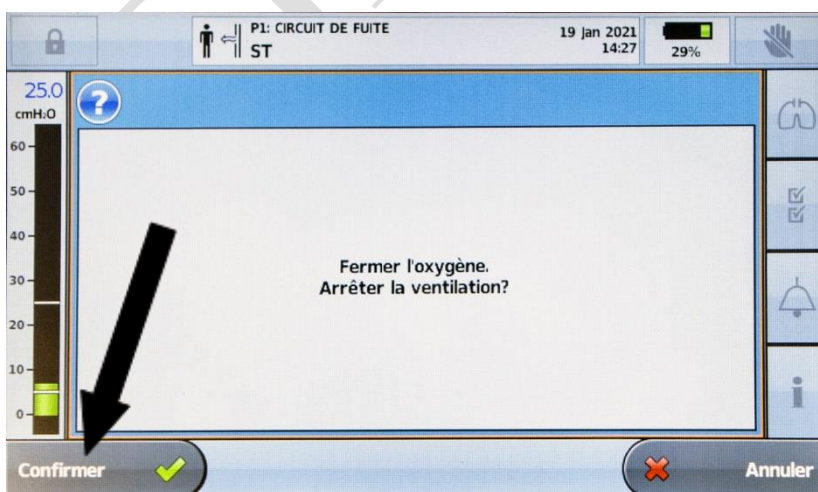 P1: CIRCUIT DE FUITE
ST
19 Jan 2021
14:27
29%
25.0
cmH2O
60
50
40
30
20
10
0
?
Fermer l'oxygène.
Arrêter la ventilation?
i
Confirmer
Annuler